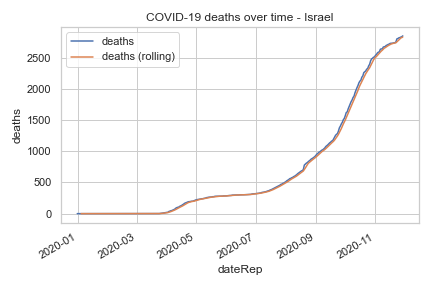 COVID-19 deaths over time - Israel
deaths
deaths (rolling)
2500
2000
1500
1000
500
0
deaths
2020-01
2020-03
2020-05
2020-07
2020-09
2020-11
dateRep